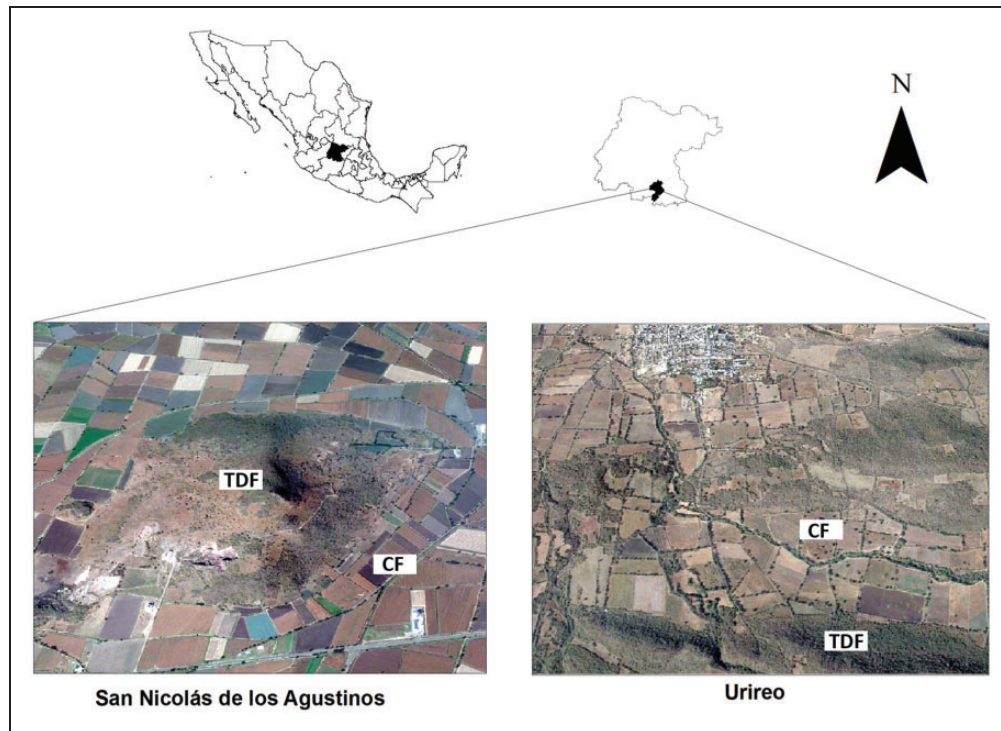 N
TDF
CF
CF
TDF
San Nicolás de los Agustinos
Urireo